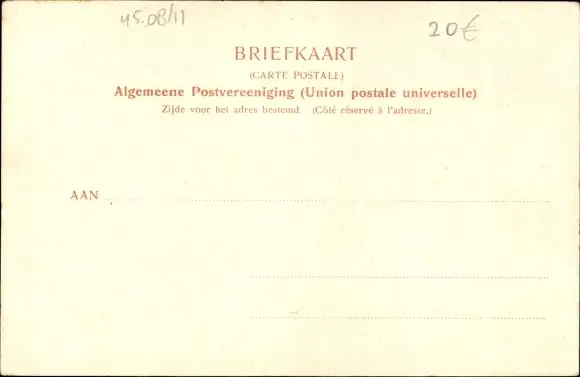 45.08/11
20€
BRIEFKAART
(CARTE POSTALE)
Algemeene Postvereeniging (Union postale universelle)
Zijde voor het adres bestemd (Côté réservé à l'adresse.)
AAN